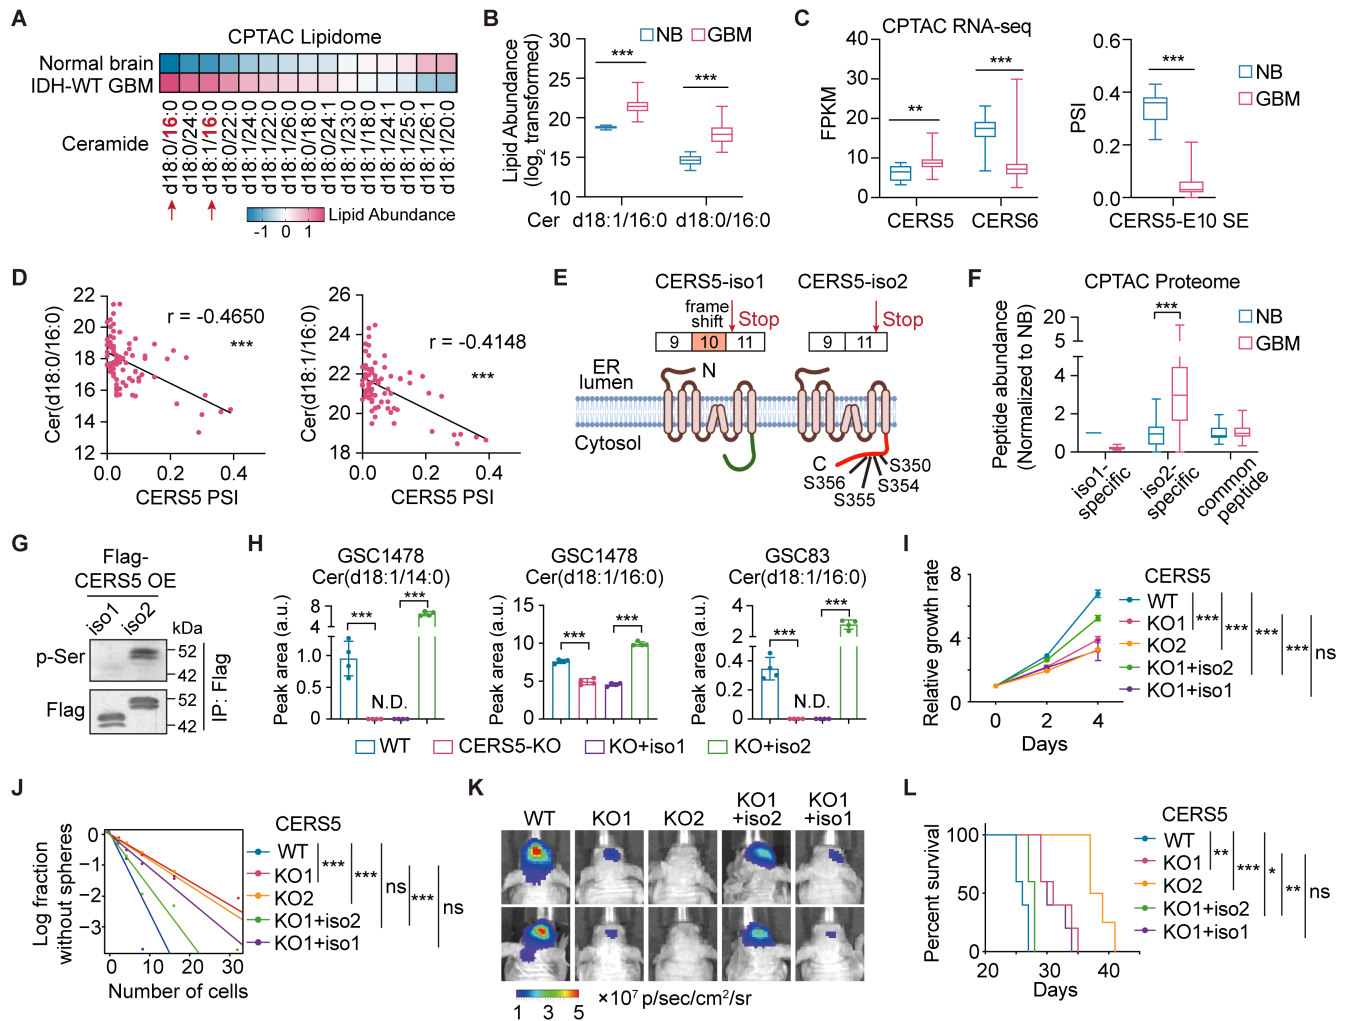 A
CPTAC Lipidome
Normal brain
IDH-WT GBM
Ceramide
d18:0/16:0
d18:0/24:0
d18:1/16:0
d18:0/22:0
d18:1/24:0
d18:1/22:0
d18:1/26:0
d18:0/18:0
d18:0/24:1
d18:1/23:0
d18:1/18:0
d18:1/24:1
d18:1/25:0
d18:1/26:1
d18:1/20:0
-1 0 1
Lipid Abundance
B
NB GBM
Lipid Abundance
(log2 transformed)
30
25
20
15
10
***
***
Cer d18:1/16:0 d18:0/16:0
C
CPTAC RNA-seq
FPKM
40
30
20
10
0
**
***
CERS5 CERS6
PSI
0.6
0.4
0.2
0.0
***
CERS5-E10 SE
NB
GBM
D
Cer(d18:0/16:0)
22
20
18
16
14
12
r = -0.4650
***
0.0 0.2 0.4
CERS5 PSI
Cer(d18:1/16:0)
26
24
22
20
18
r = -0.4148
***
0.0 0.2 0.4
CERS5 PSI
E
CERS5-iso1 CERS5-iso2
frame
shift
Stop
Stop
9 10 11
9 11
ER
lumen
N
Cytosol
C
S350
S354
S355
S356
F
CPTAC Proteome
Peptide abundance
(Normalized to NB)
20
5
4
2
0
***
NB
GBM
iso1-
specific
iso2-
specific
common
peptide
G
Flag-
CERS5 OE
iso1 iso2
kDa
p-Ser
52
42
Flag
52
42
IP: Flag
H
GSC1478
Cer(d18:1/14:0)
Peak area (a.u.)
8
4
1.0
0.5
0
***
***
N.D.
GSC1478
Cer(d18:1/16:0)
Peak area (a.u.)
15
10
5
0
***
***
GSC83
Cer(d18:1/16:0)
Peak area (a.u.)
4
2
0.4
0.2
0
***
***
N.D.
WT CERS5-KO KO+iso1 KO+iso2
I
Relative growth rate
8
4
0
0 2 4
Days
CERS5
WT
KO1
KO2
KO1+iso2
KO1+iso1
***
***
***
***
ns
J
Log fraction
without spheres
0
−1
−2
−3
0 10 20 30
Number of cells
CERS5
WT
KO1
KO2
KO1+iso2
KO1+iso1
***
***
ns
***
ns
K
WT KO1 KO2 KO1
+iso2 KO1
+iso1
1 3 5
×10⁷ p/sec/cm²/sr
L
Percent survival
100
50
0
20 30 40
Days
CERS5
WT
KO1
KO2
KO1+iso2
KO1+iso1
**
***
*
**
ns